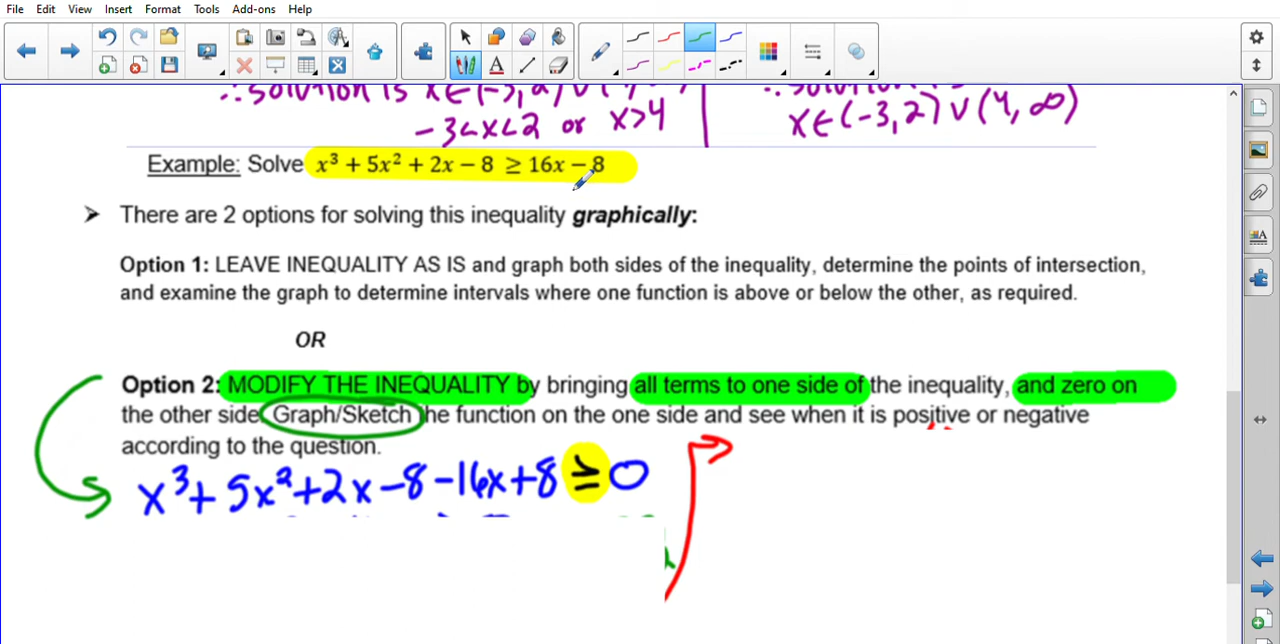 File Edit View Insert Format Tools Add-ons Help
∴ solution is x∈(-3,2) ∪
-3<x<2 or x>4
x∈(-3,2)∪(4,∞)
Example: Solve x³ + 5x² + 2x − 8 ≥ 16x − 8
➤ There are 2 options for solving this inequality graphically:
Option 1: LEAVE INEQUALITY AS IS and graph both sides of the inequality, determine the points of intersection,
and examine the graph to determine intervals where one function is above or below the other, as required.
OR
Option 2: MODIFY THE INEQUALITY by bringing all terms to one side of the inequality, and zero on
the other side Graph/Sketch he function on the one side and see when it is positive or negative
according to the question.
x³+5x²+2x-8-16x+8≥0